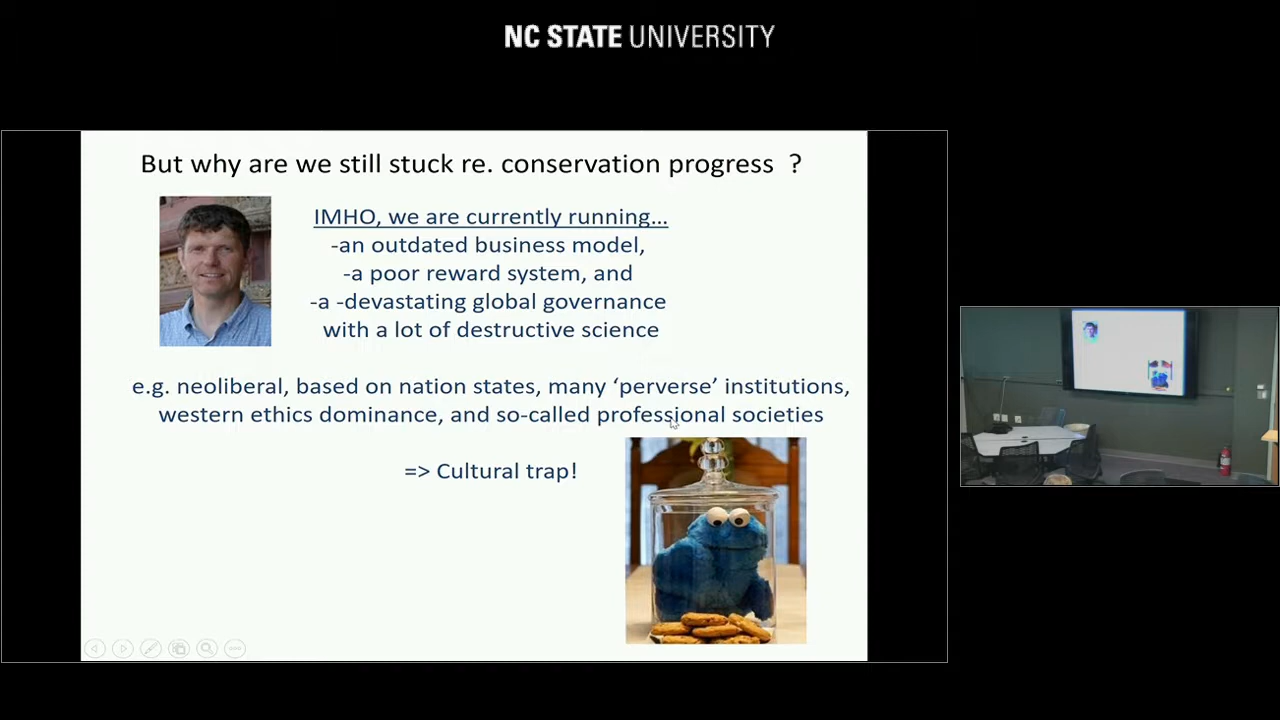 NC STATE UNIVERSITY
But why are we still stuck re. conservation progress ?
IMHO, we are currently running...
-an outdated business model,
-a poor reward system, and
-a -devastating global governance
with a lot of destructive science
e.g. neoliberal, based on nation states, many ‘perverse’ institutions,
western ethics dominance, and so-called professional societies
=> Cultural trap!